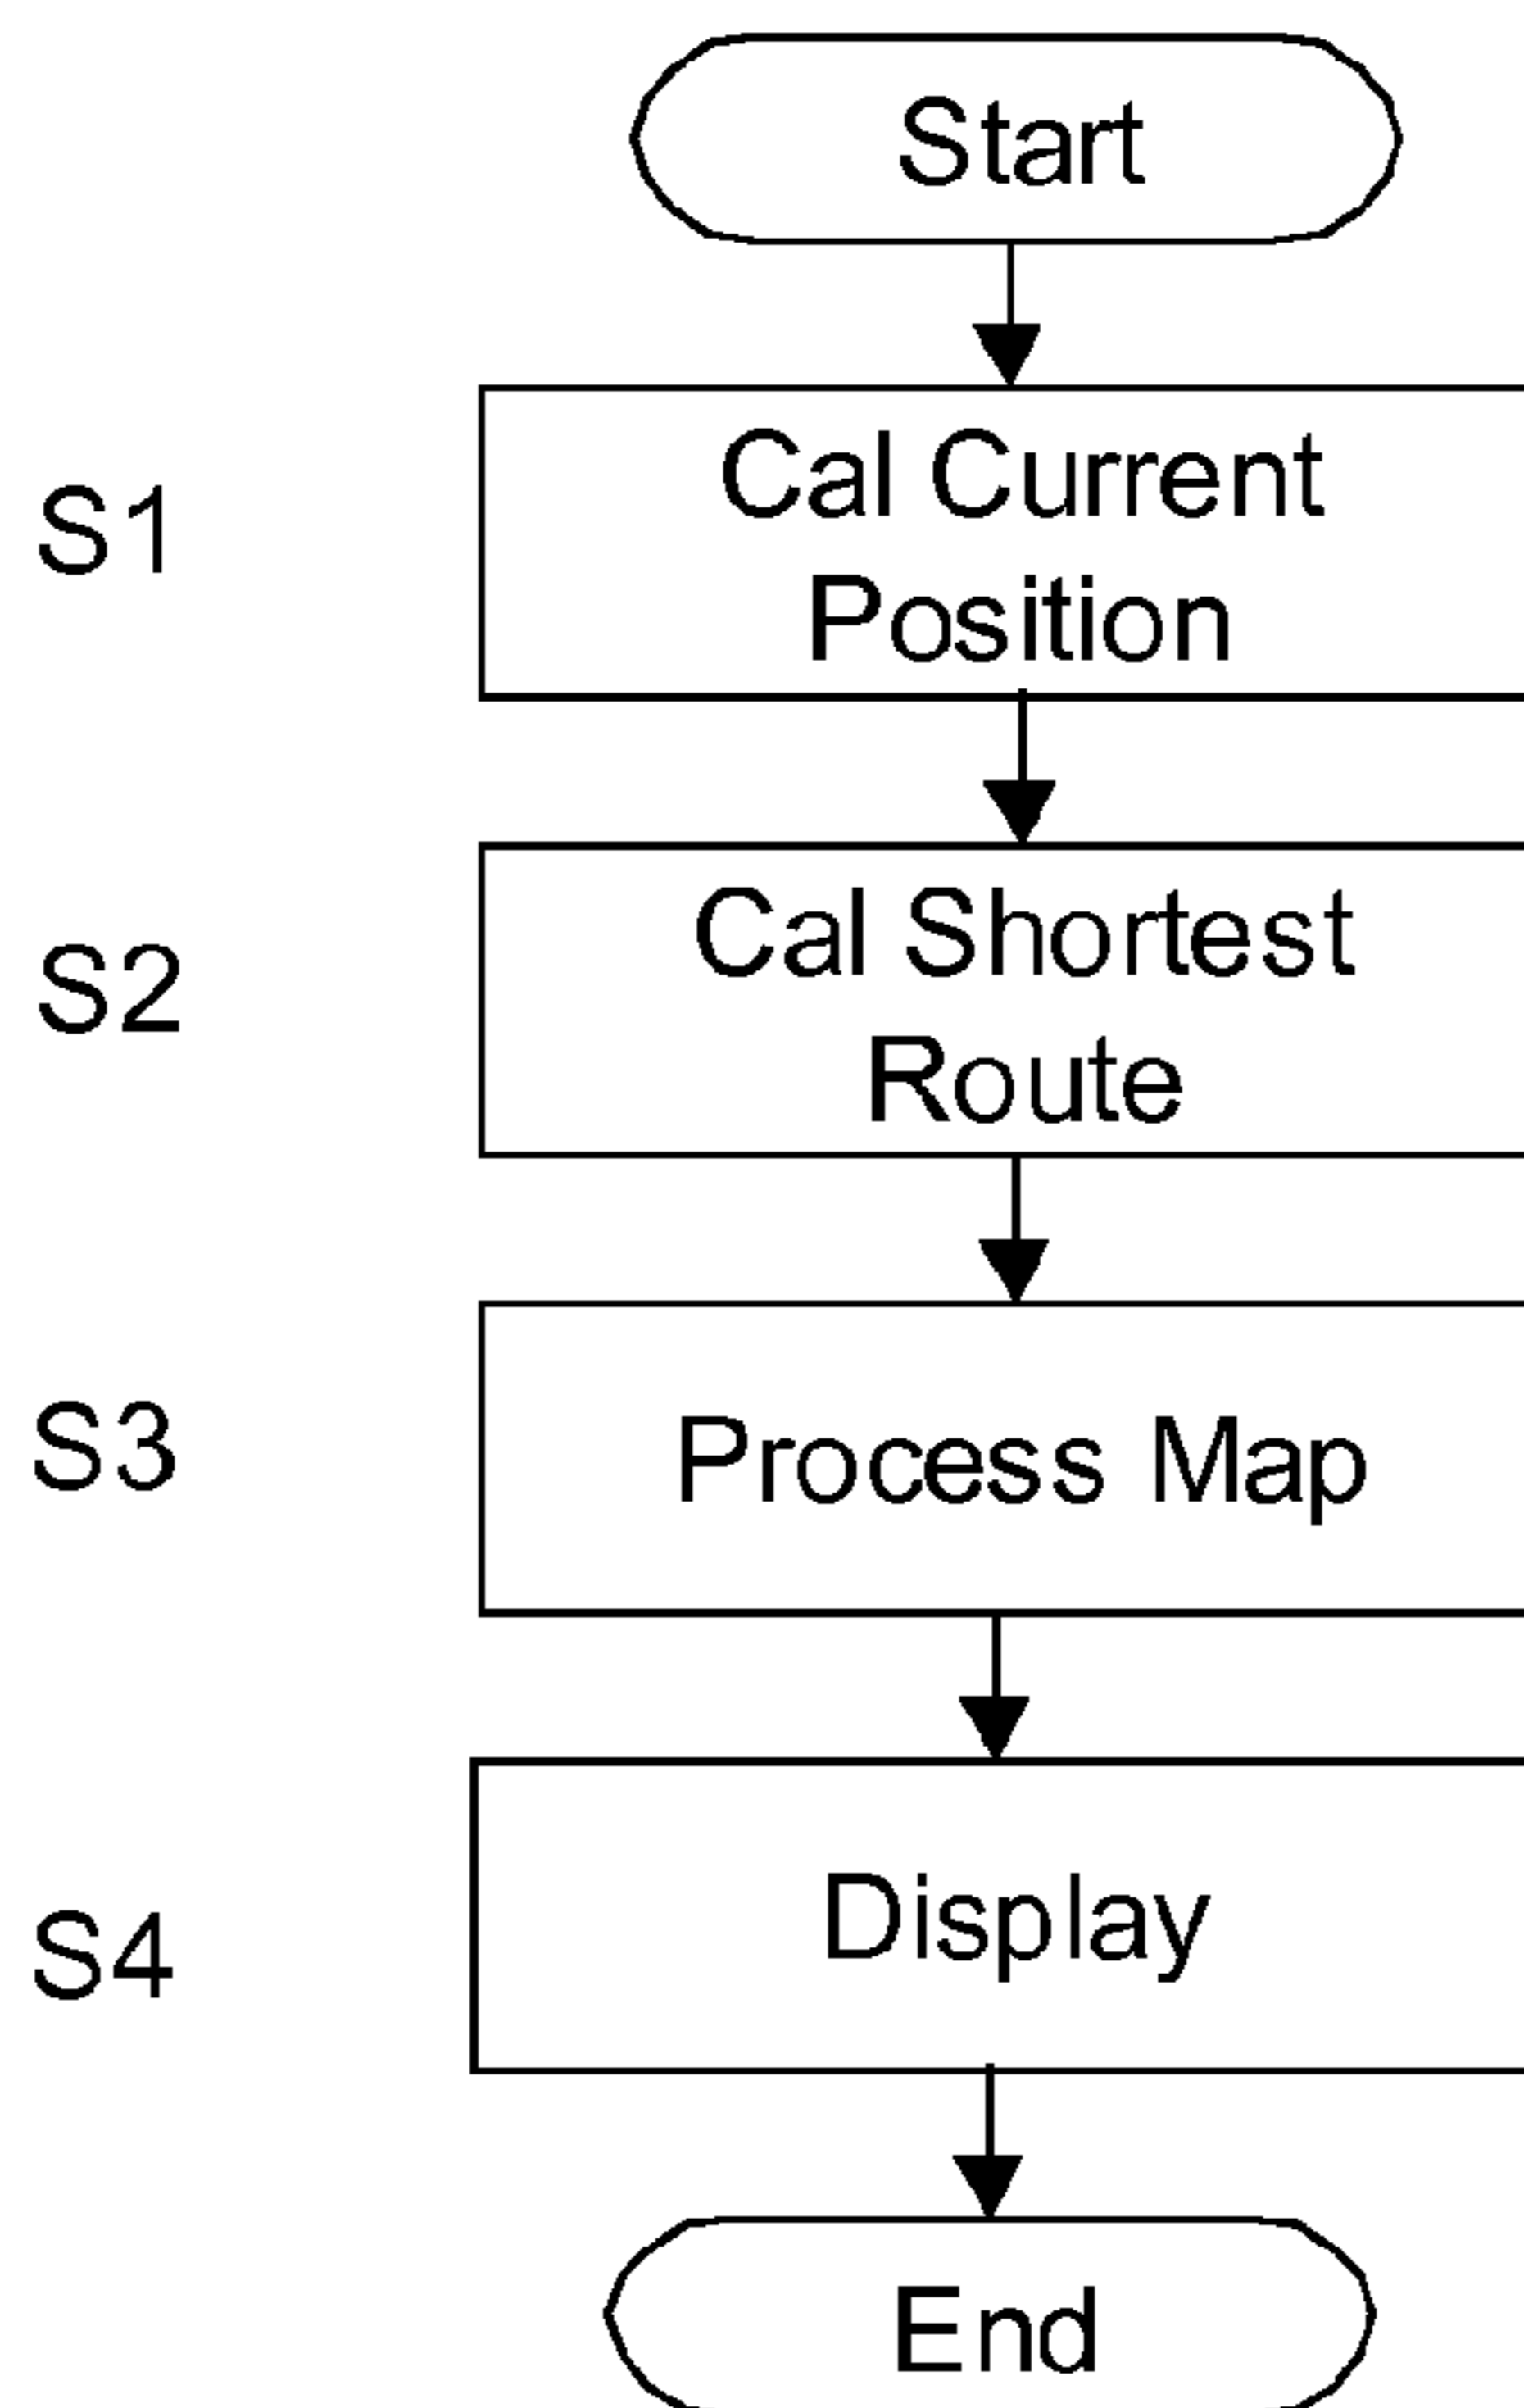 Start
S1
Cal Current
Position
S2
Cal Shortest
Route
S3
Process Map
S4
Display
End